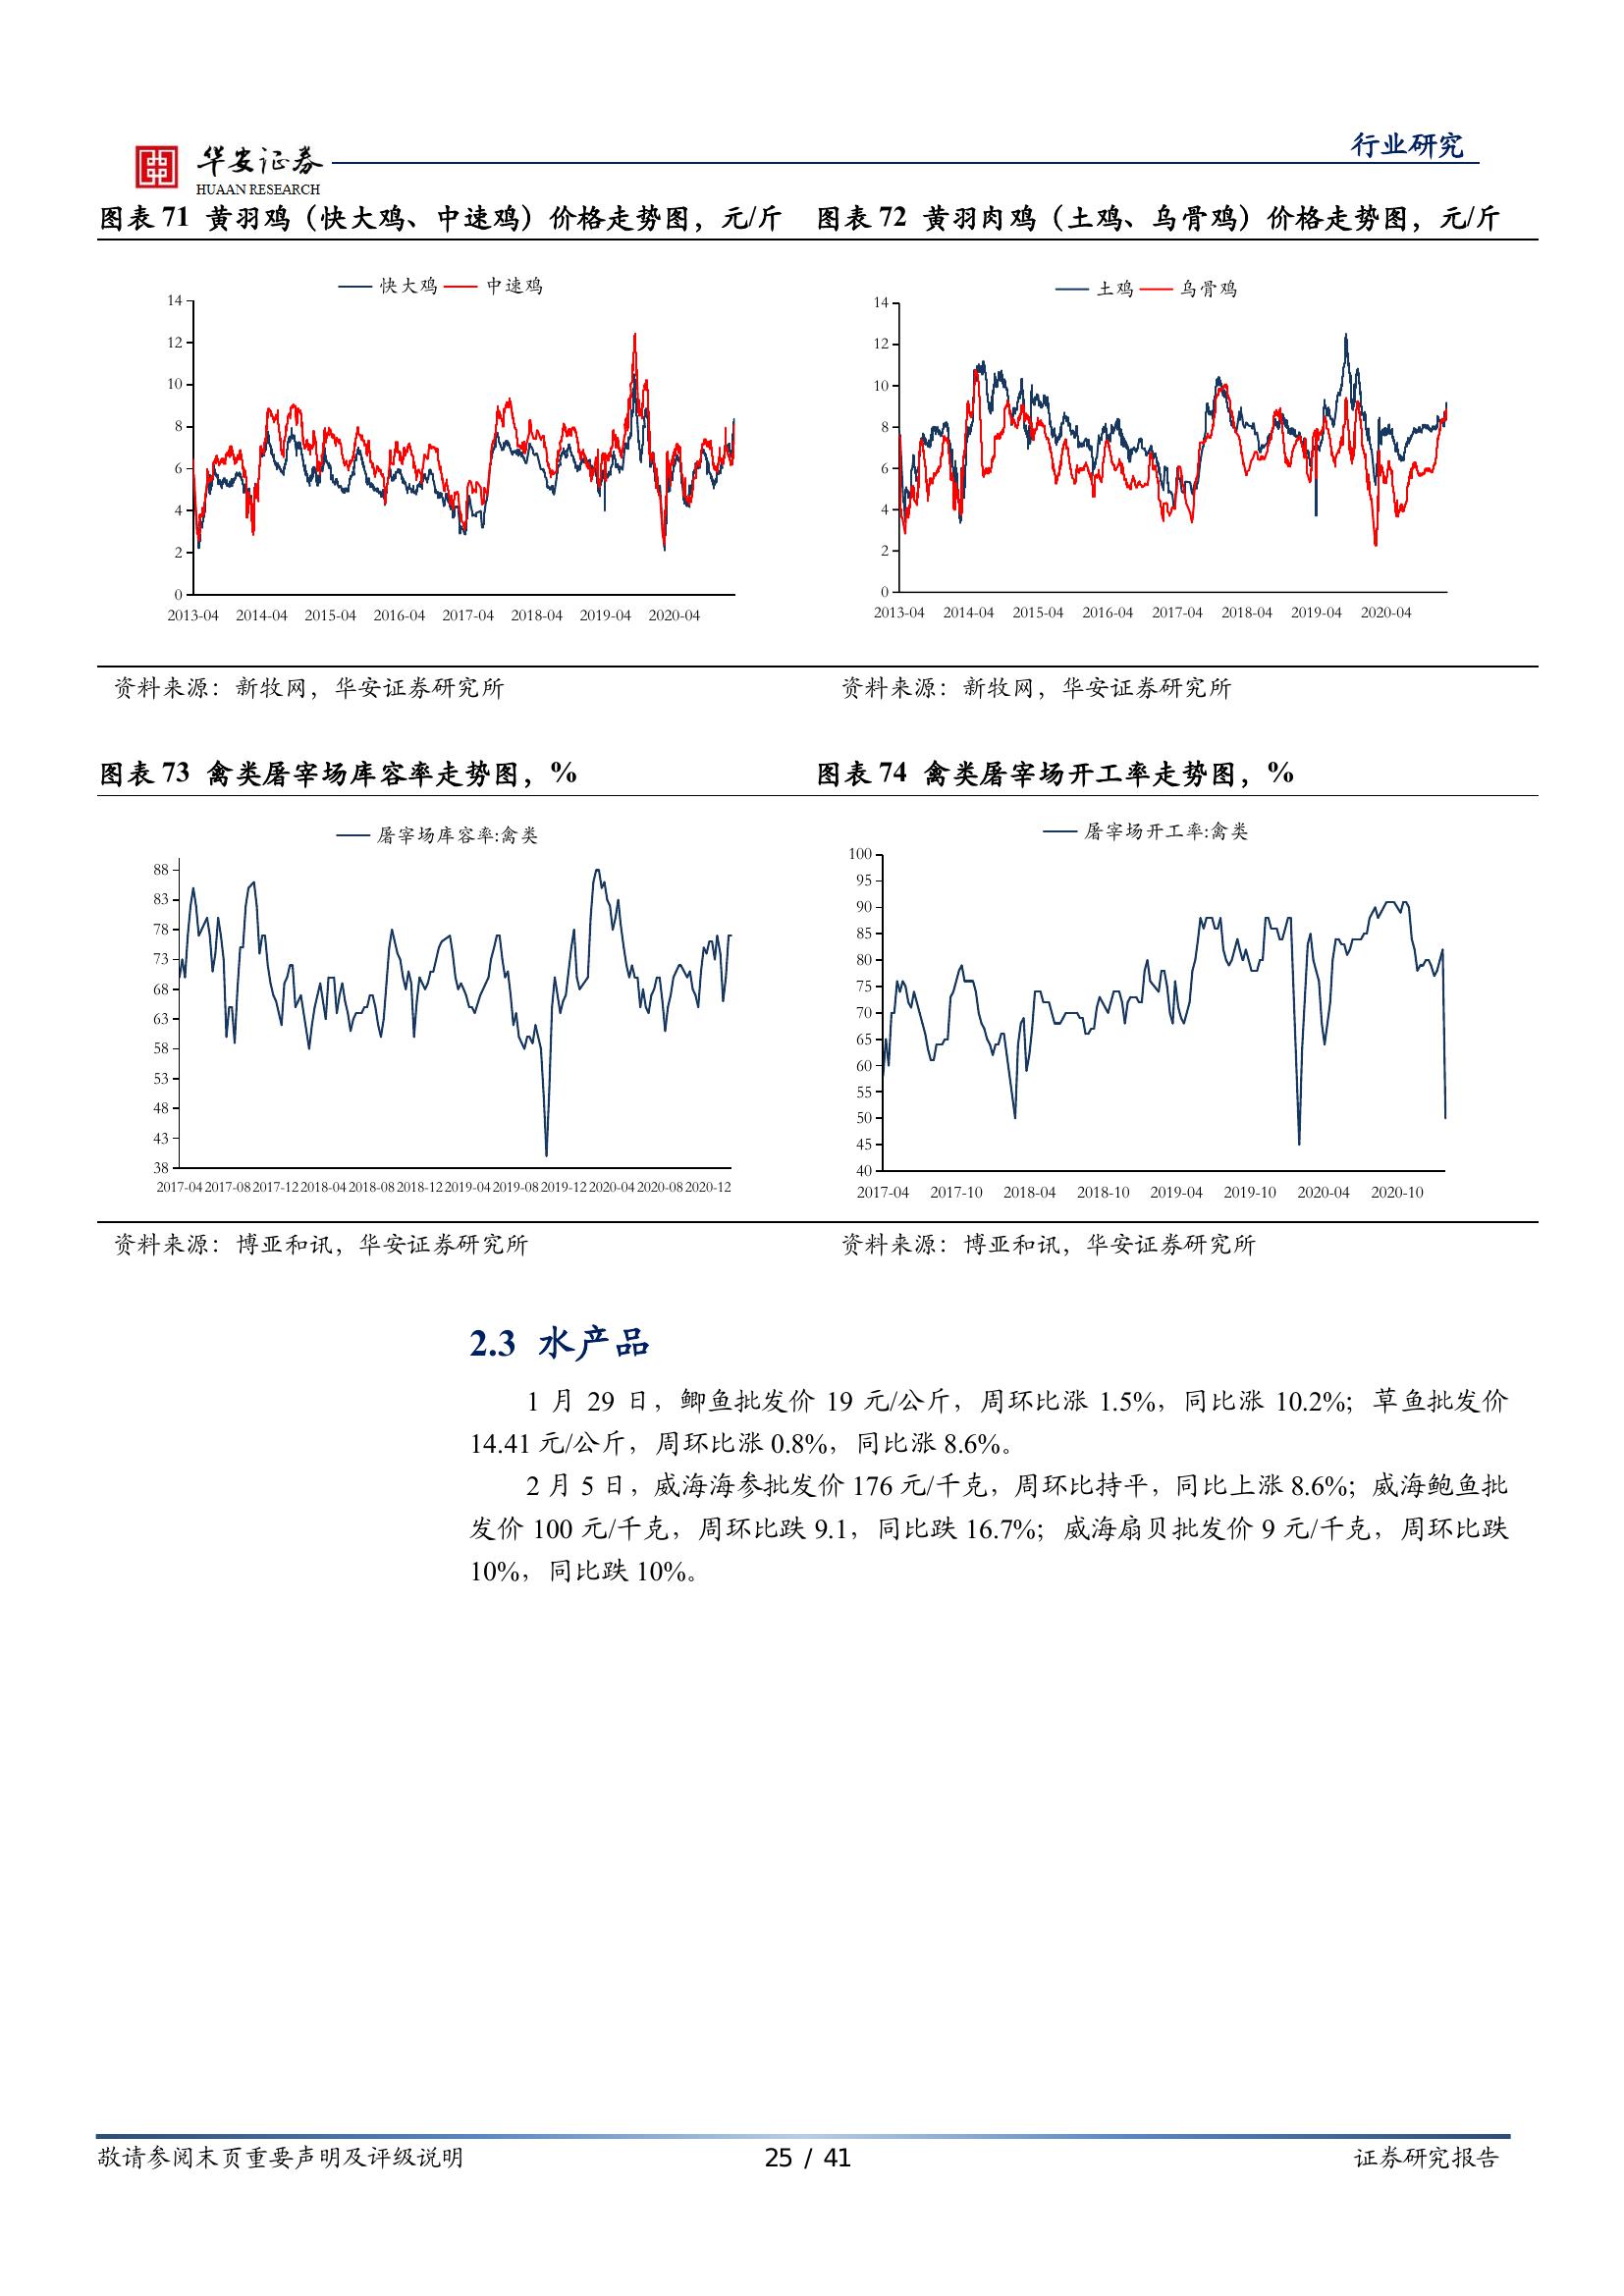 华安证券
HUAAN RESEARCH
行业研究
图表 71 黄羽鸡（快大鸡、中速鸡）价格走势图，元/斤
图表 72 黄羽肉鸡（土鸡、乌骨鸡）价格走势图，元/斤
快大鸡 中速鸡
14
12
10
8
6
4
2
0
2013-04 2014-04 2015-04 2016-04 2017-04 2018-04 2019-04 2020-04
土鸡 乌骨鸡
14
12
10
8
6
4
2
0
2013-04 2014-04 2015-04 2016-04 2017-04 2018-04 2019-04 2020-04
资料来源：新牧网，华安证券研究所
资料来源：新牧网，华安证券研究所
图表 73 禽类屠宰场库容率走势图，%
图表 74 禽类屠宰场开工率走势图，%
屠宰场库容率:禽类
88
83
78
73
68
63
58
53
48
43
38
2017-04 2017-08 2017-12 2018-04 2018-08 2018-12 2019-04 2019-08 2019-12 2020-04 2020-08 2020-12
屠宰场开工率:禽类
100
95
90
85
80
75
70
65
60
55
50
45
40
2017-04 2017-10 2018-04 2018-10 2019-04 2019-10 2020-04 2020-10
资料来源：博亚和讯，华安证券研究所
资料来源：博亚和讯，华安证券研究所
2.3 水产品
1 月 29 日，鲫鱼批发价 19 元/公斤，周环比涨 1.5%，同比涨 10.2%；草鱼批发价
14.41 元/公斤，周环比涨 0.8%，同比涨 8.6%。
2 月 5 日，威海海参批发价 176 元/千克，周环比持平，同比上涨 8.6%；威海鲍鱼批
发价 100 元/千克，周环比跌 9.1，同比跌 16.7%；威海扇贝批发价 9 元/千克，周环比跌
10%，同比跌 10%。
敬请参阅末页重要声明及评级说明
25 / 41
证券研究报告